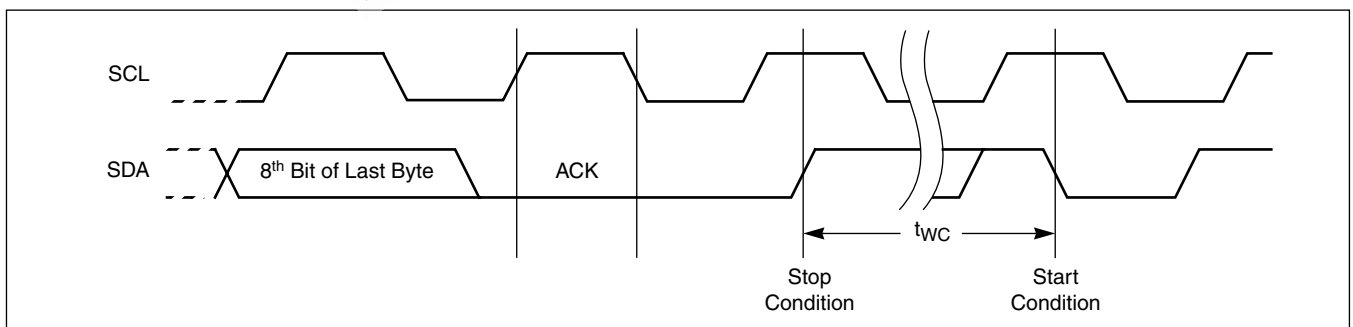 SCL
SDA
8th Bit of Last Byte
ACK
tWC
Stop
Condition
Start
Condition